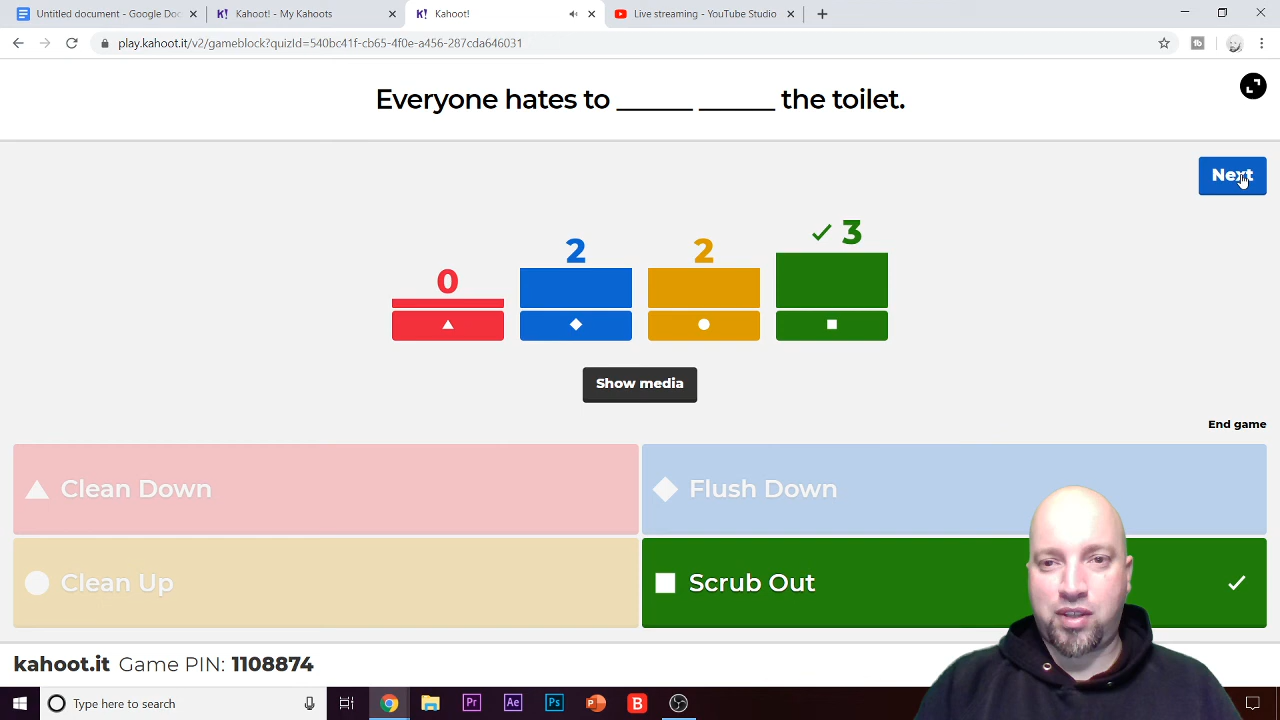 Untitled document - Google Doc
Kahoot! - My Kahoots
Kahoot!
Live streaming - YouTube Studio
play.kahoot.it/v2/gameblock?quizId=540bc41f-cb65-4f0e-a456-287cda646031
Everyone hates to ______ ______ the toilet.
Next
0
2
2
3
Show media
End game
Clean Down
Flush Down
Clean Up
Scrub Out
kahoot.it Game PIN: 1108874
Type here to search